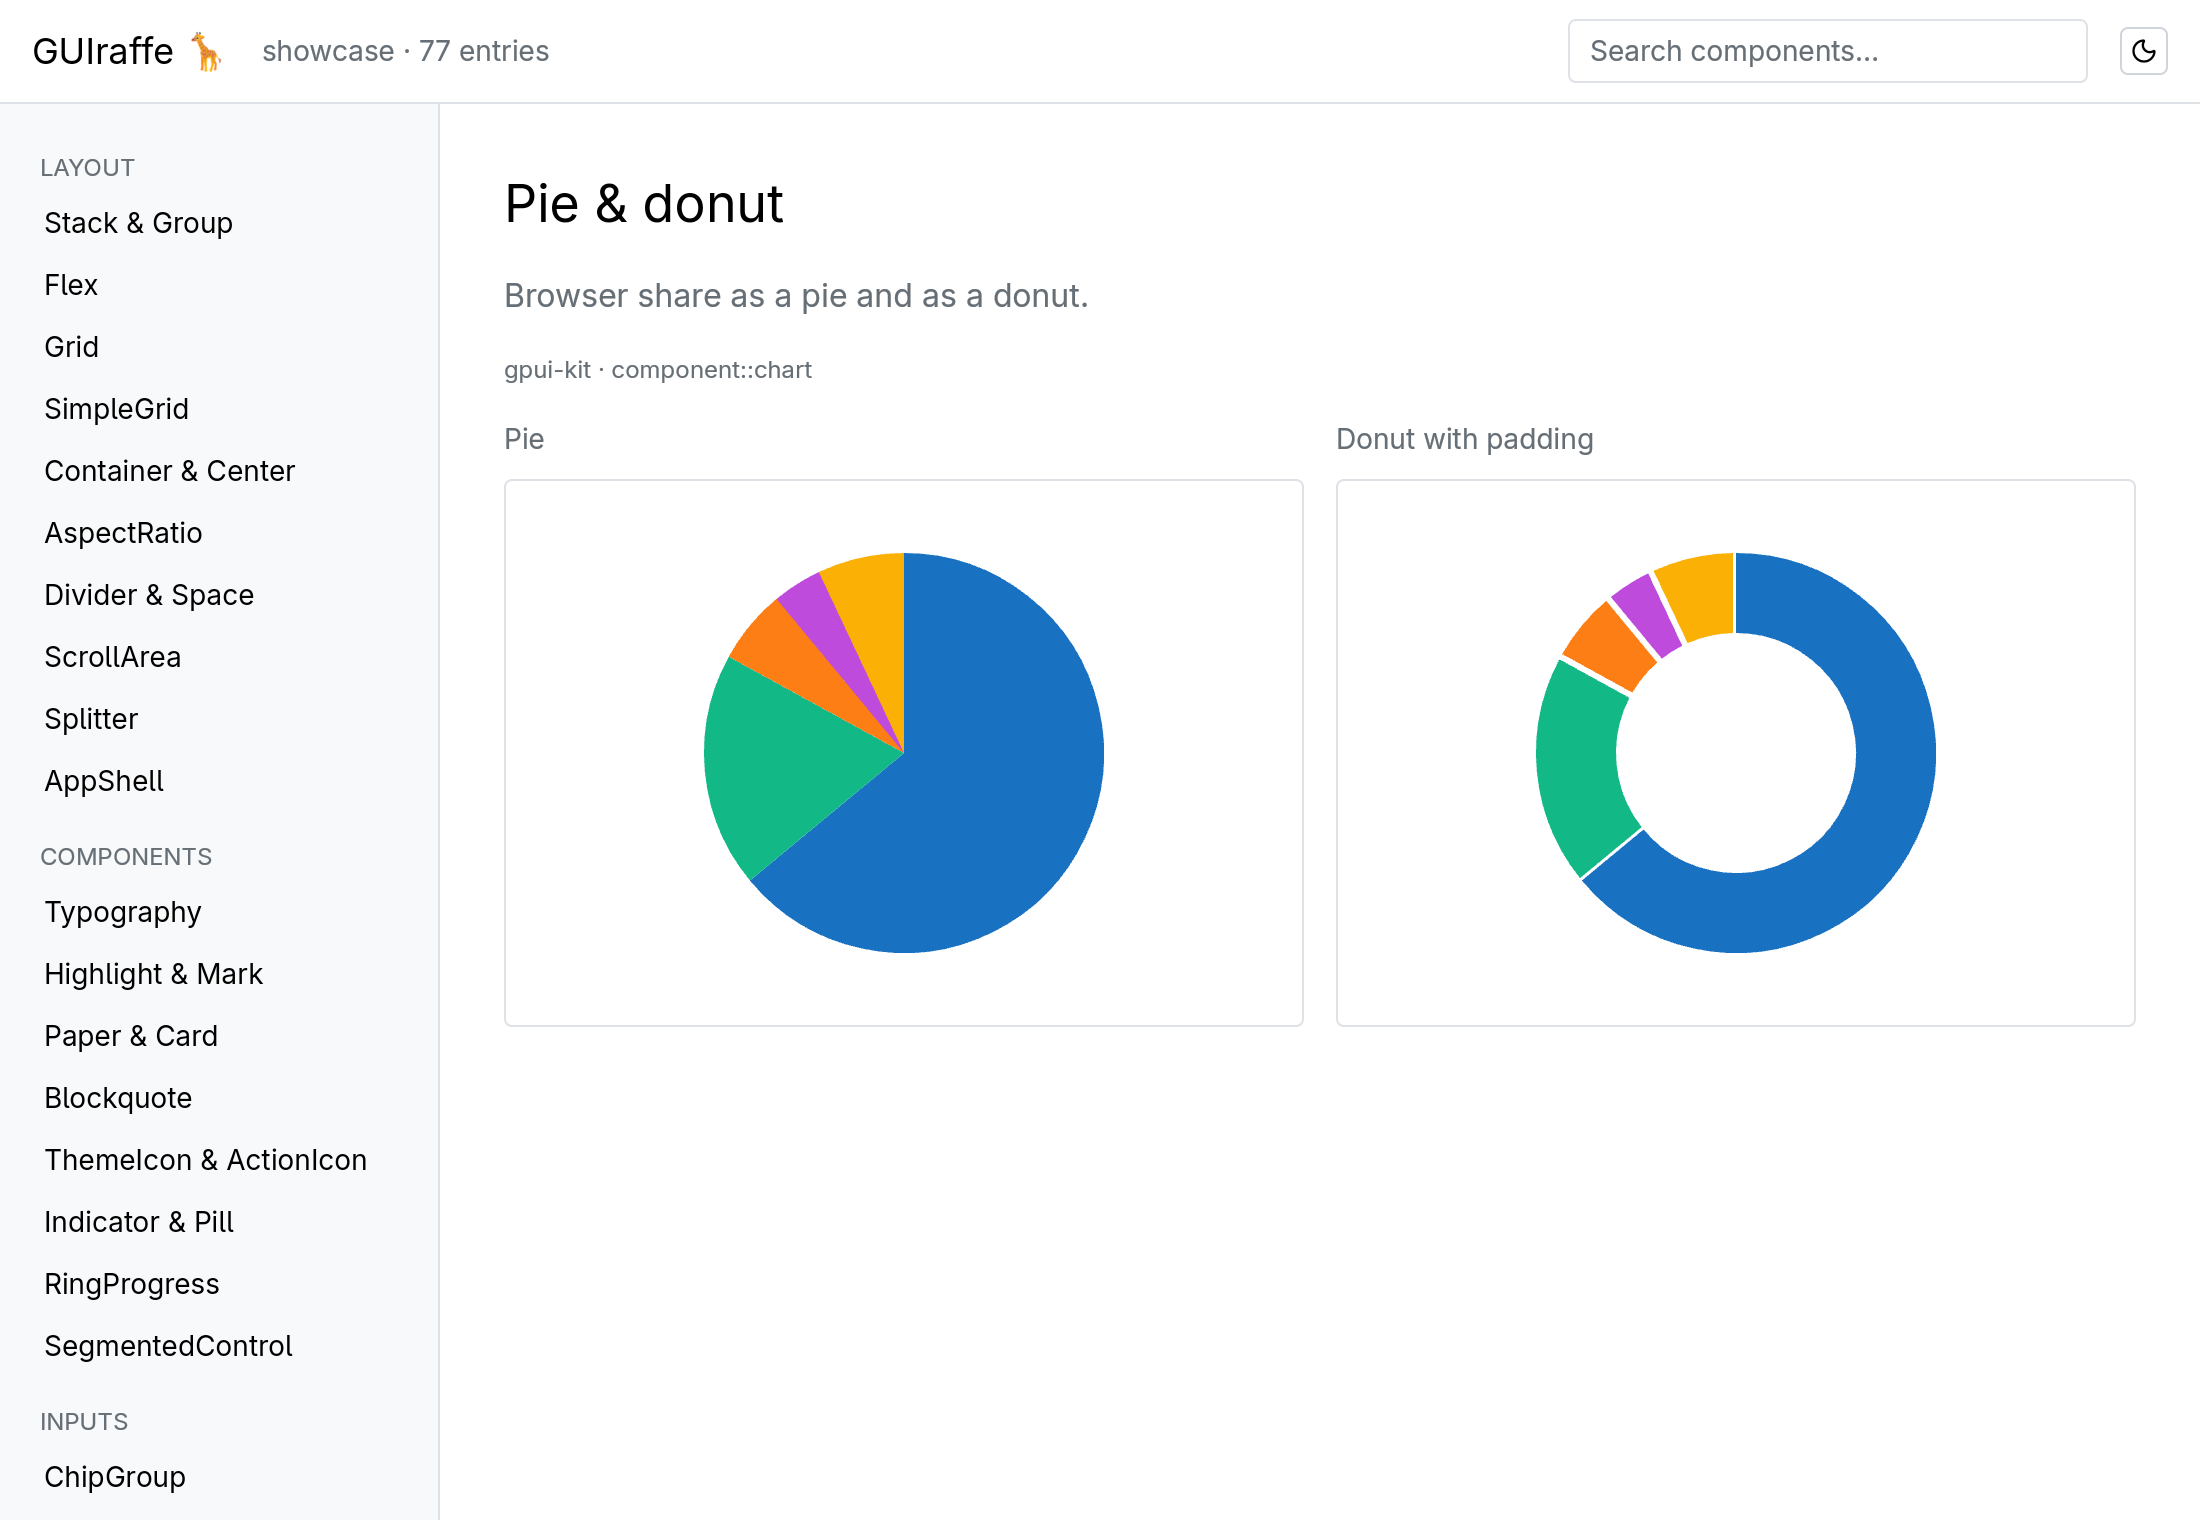 GUIraffe 🦒
showcase · 77 entries
Search components...
LAYOUT
Stack & Group
Flex
Grid
SimpleGrid
Container & Center
AspectRatio
Divider & Space
ScrollArea
Splitter
AppShell
COMPONENTS
Typography
Highlight & Mark
Paper & Card
Blockquote
ThemeIcon & ActionIcon
Indicator & Pill
RingProgress
SegmentedControl
INPUTS
ChipGroup
Pie & donut
Browser share as a pie and as a donut.
gpui-kit · component::chart
Pie
Donut with padding